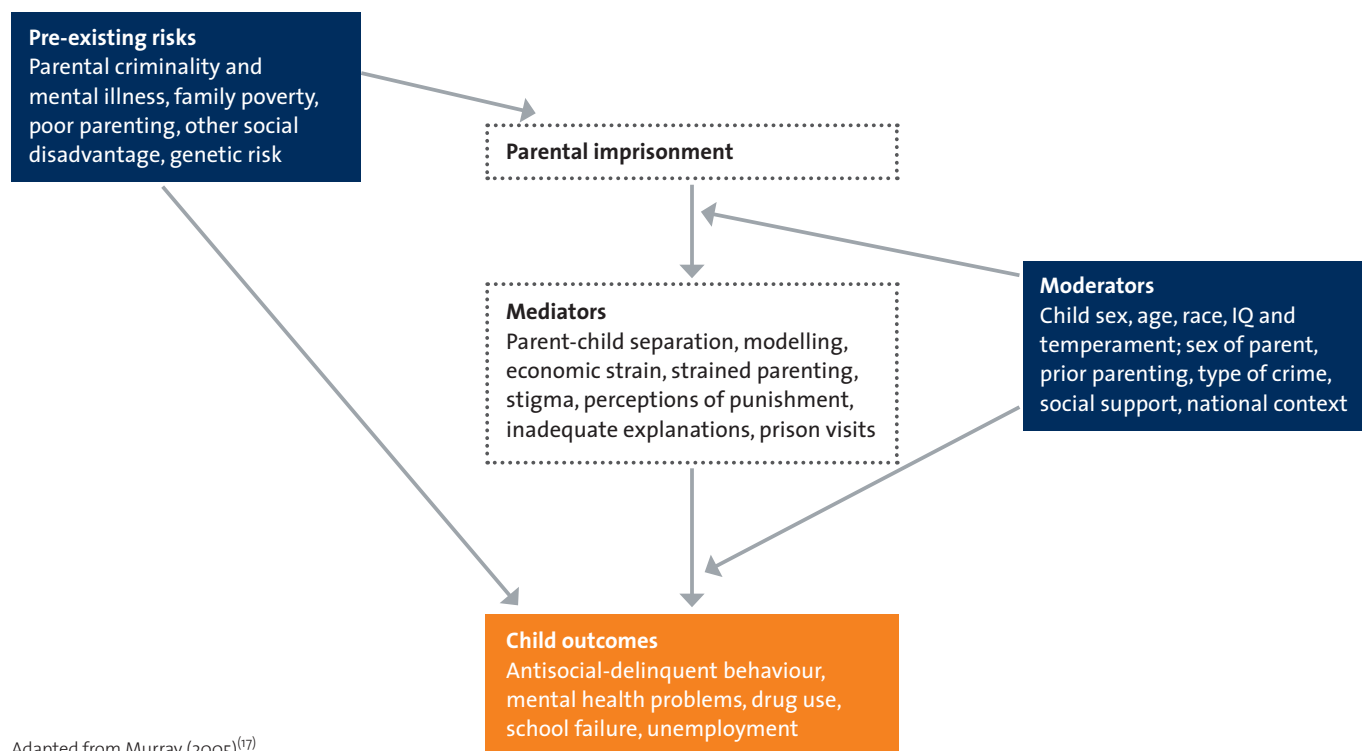 Pre-existing risks
Parental criminality and
mental illness, family poverty,
poor parenting, other social
disadvantage, genetic risk
Parental imprisonment
Mediators
Parent-child separation, modelling,
economic strain, strained parenting,
stigma, perceptions of punishment,
inadequate explanations, prison visits
Moderators
Child sex, age, race, IQ and
temperament; sex of parent,
prior parenting, type of crime,
social support, national context
Child outcomes
Antisocial-delinquent behaviour,
mental health problems, drug use,
school failure, unemployment
Adapted from Murray (2005)(17)